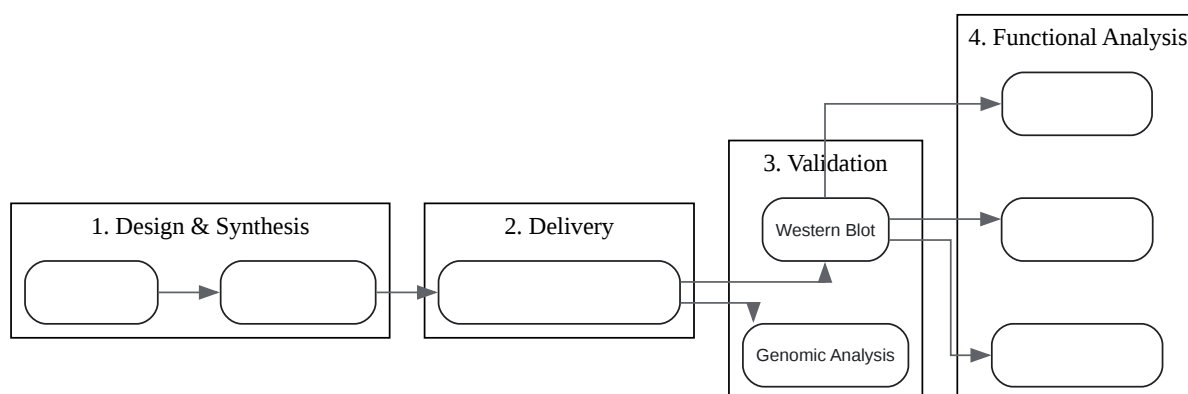 1. Design & Synthesis
2. Delivery
3. Validation
Western Blot
Genomic Analysis
4. Functional Analysis